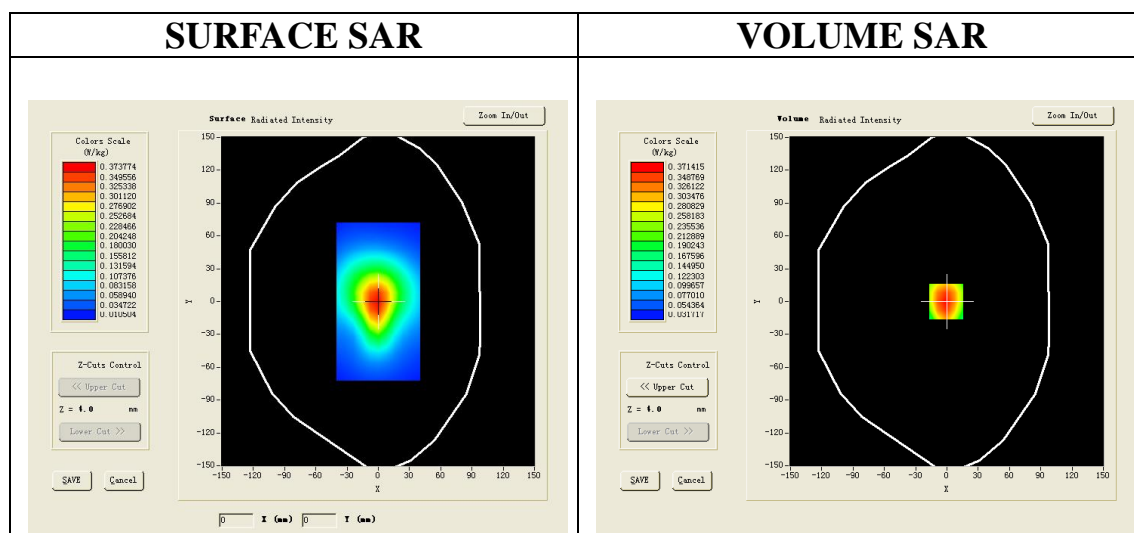 SURFACE SAR
VOLUME SAR
Surface Radiated Intensity
Zoom In/Out
Colors Scale
(W/kg)
0.373774
0.349556
0.325338
0.301120
0.276902
0.252684
0.228466
0.204248
0.180030
0.155812
0.131594
0.107376
0.083158
0.058940
0.034722
0.010504
150
120
90
60
30
0
-30
-60
-90
-120
-150
Y
-150 -120 -90 -60 -30 0 30 60 90 120 150
X
Z-Cuts Control
<< Upper Cut
Z = 4.0 mm
Lower Cut >>
SAVE Cancel
0 X (mm) 0 Y (mm)
Volume Radiated Intensity
Zoom In/Out
Colors Scale
(W/kg)
0.371415
0.348769
0.326122
0.303476
0.280829
0.258183
0.235536
0.212889
0.190243
0.167596
0.144950
0.122303
0.099657
0.077010
0.054364
0.031717
150
120
90
60
30
0
-30
-60
-90
-120
-150
Y
-150 -120 -90 -60 -30 0 30 60 90 120 150
X
Z-Cuts Control
<< Upper Cut
Z = 4.0 mm
Lower Cut >>
SAVE Cancel